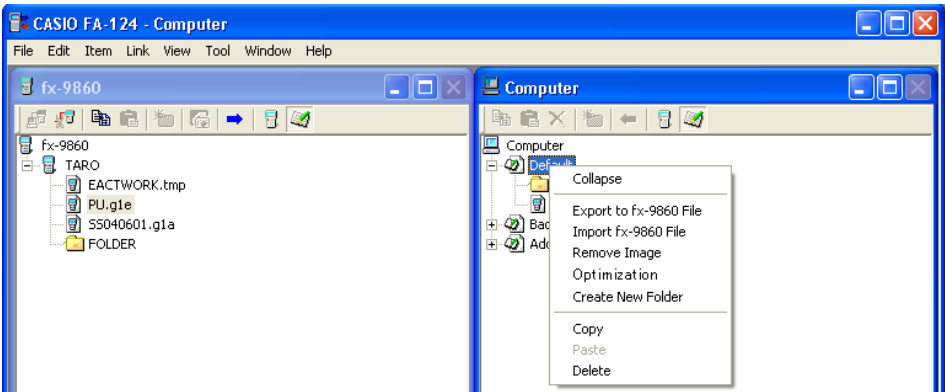 CASIO FA-124 - Computer
File Edit Item Link View Tool Window Help
fx-9860
fx-9860
TARO
EACTWORK.tmp
PU.g1e
SS040601.g1a
FOLDER
Computer
Computer
Default
Bac
Add
Collapse
Export to fx-9860 File
Import fx-9860 File
Remove Image
Optimization
Create New Folder
Copy
Paste
Delete